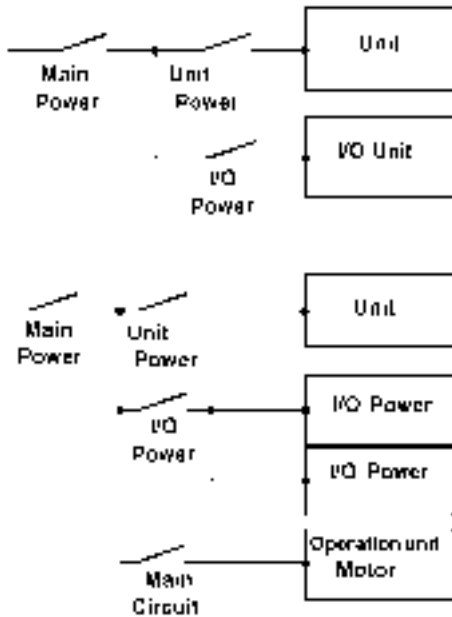 Unit
Main Unit
Power Power
I/O Unit
I/O
Power
Unit
Main Unit
Power Power
I/O Power
I/O
Power
I/O Power
Operation und
Motor
Main
Circuit